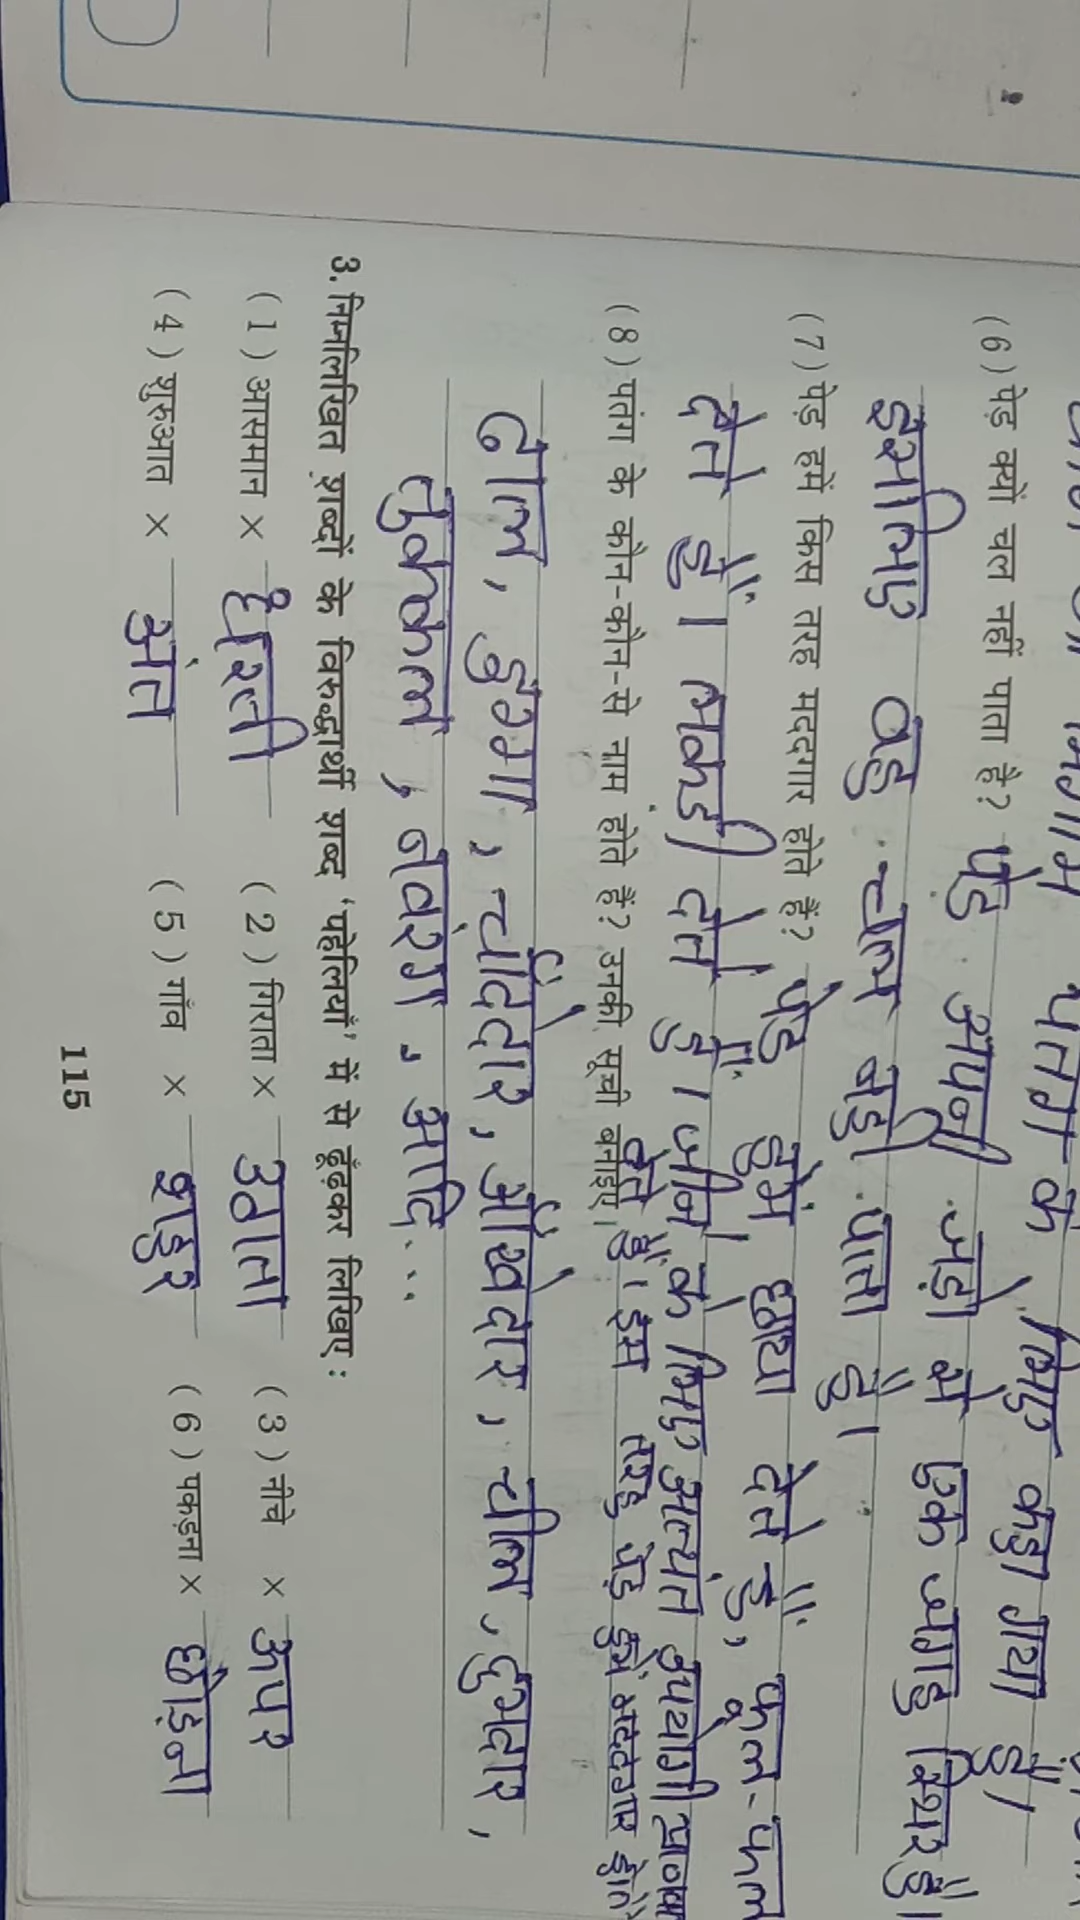 पतंग के लिए कहा गया है।
(6) पेड़ क्यों चल नहीं पाता है? पेड़ अपनी जड़ो से एक जगह स्थिर है।
इसलिए वह चल नहीं पाता है।
(7) पेड़ हमें किस तरह मददगार होते हैं? पेड़ हमें छाया देते है, फूल-फल
देते है। लकड़ी देते है। जीने के लिए अत्यंत उपयोगी प्राणवायु
देते है। इस तरह पेड़ हमे मददगार होते
(8) पतंग के कौन-कौन-से नाम होते हैं? उनकी सूची बनाइए।
ढाल, डुग्गा, चाँददार, आँखेदार, चील, दुमदार,
तुक्कल, नवरंग, आदि...
3. निम्नलिखित शब्दों के विरुद्धार्थी शब्द 'पहेलियाँ' में से ढूँढ़कर लिखिए :
(1) आसमान × धरती (2) गिराता × उठाता (3) नीचे × ऊपर
(4) शुरुआत × अंत (5) गाँव × शहर (6) पकड़ना × छोड़ना
115